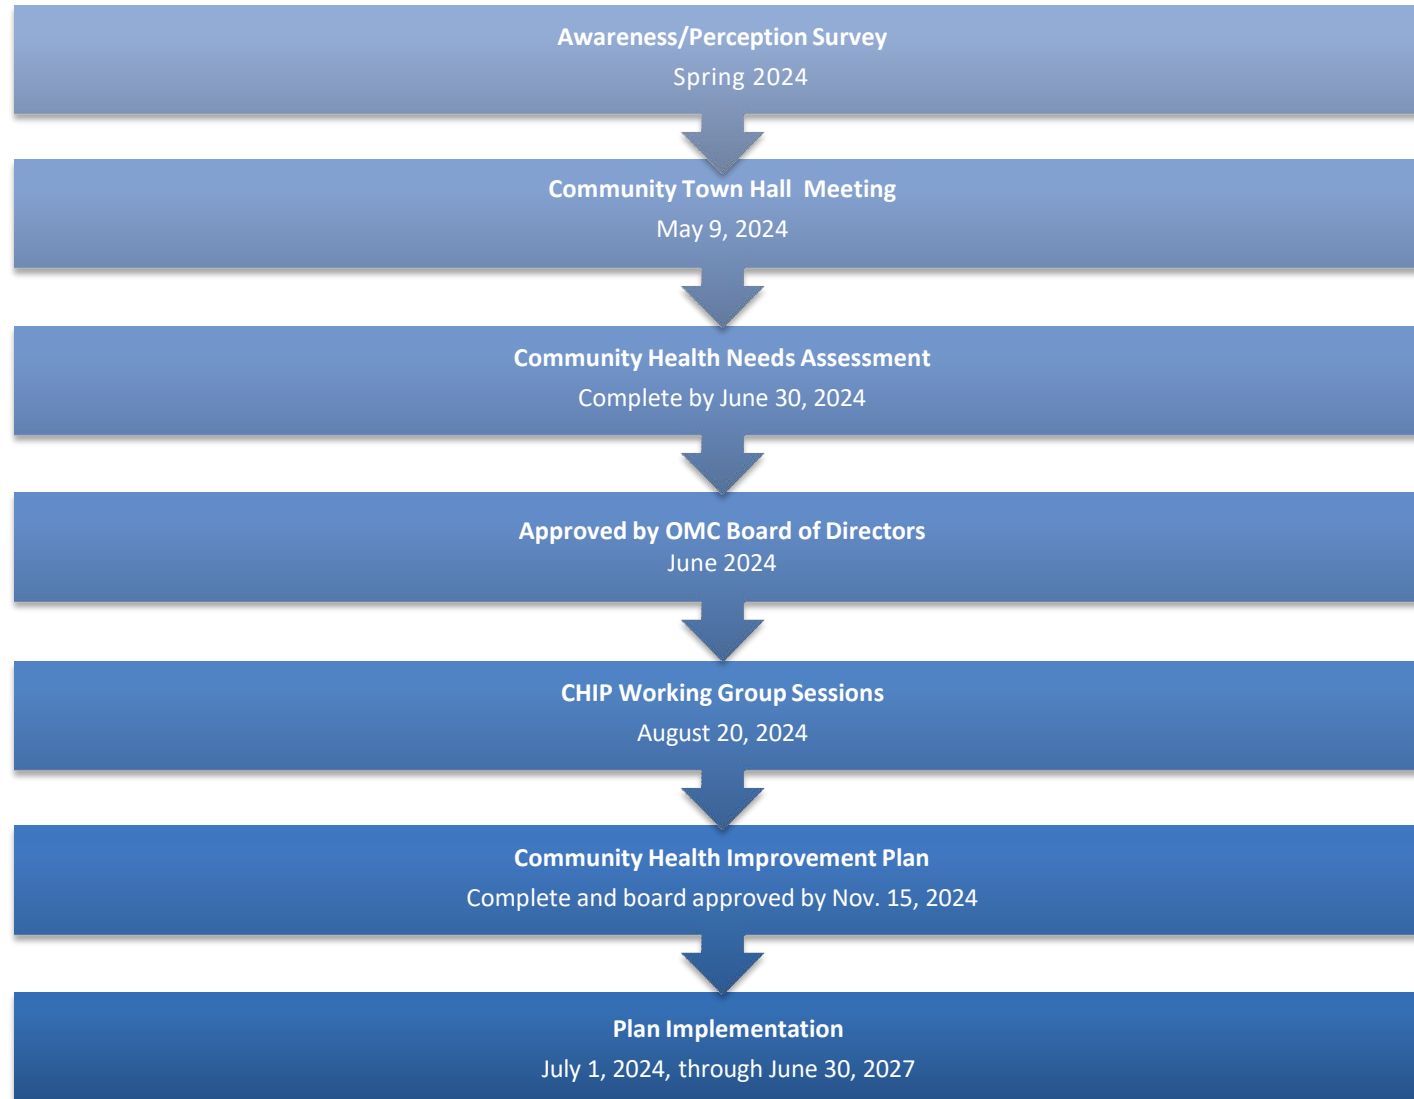 Awareness/Perception Survey
Spring 2024
Community Town Hall  Meeting
May 9, 2024
Community Health Needs Assessment
Complete by June 30, 2024
Approved by OMC Board of Directors
June 2024
CHIP Working Group Sessions
August 20, 2024
Community Health Improvement Plan
Complete and board approved by Nov. 15, 2024
Plan Implementation
July 1, 2024, through June 30, 2027